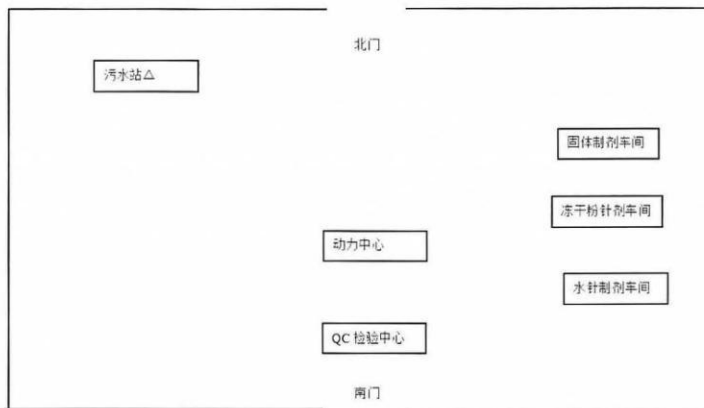 北门
污水站△
固体制剂车间
冻干粉针剂车间
动力中心
水针制剂车间
QC 检验中心
南门